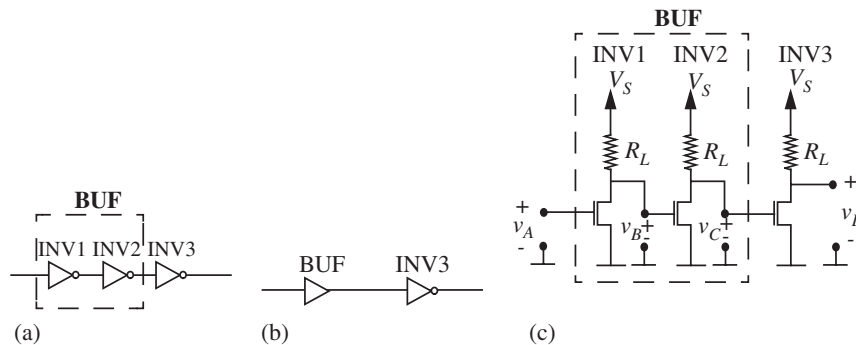 BUF
INV1 INV2 INV3
(a)
BUF INV3
(b)
BUF
INV1 INV2 INV3
V_S V_S V_S
R_L R_L R_L
+ + + +
v_A v_B v_C
- - - -
(c)